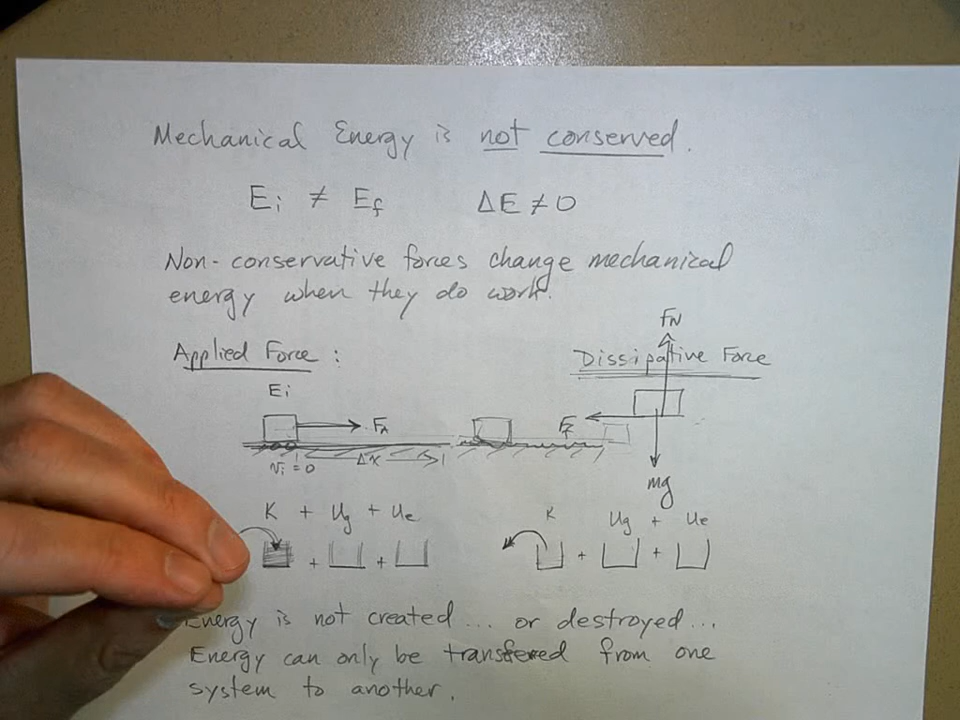 Mechanical Energy is not conserved.
Ei ≠ Ef ΔE ≠ 0
Non-conservative forces change mechanical
energy when they do work.
FN
Applied Force : Dissipative Force
Ei
FA Ff
vi = 0 Δx
mg
K + Ug + Ue K Ug + Ue
+ + + +
Energy is not created... or destroyed...
Energy can only be transfered from one
system to another.